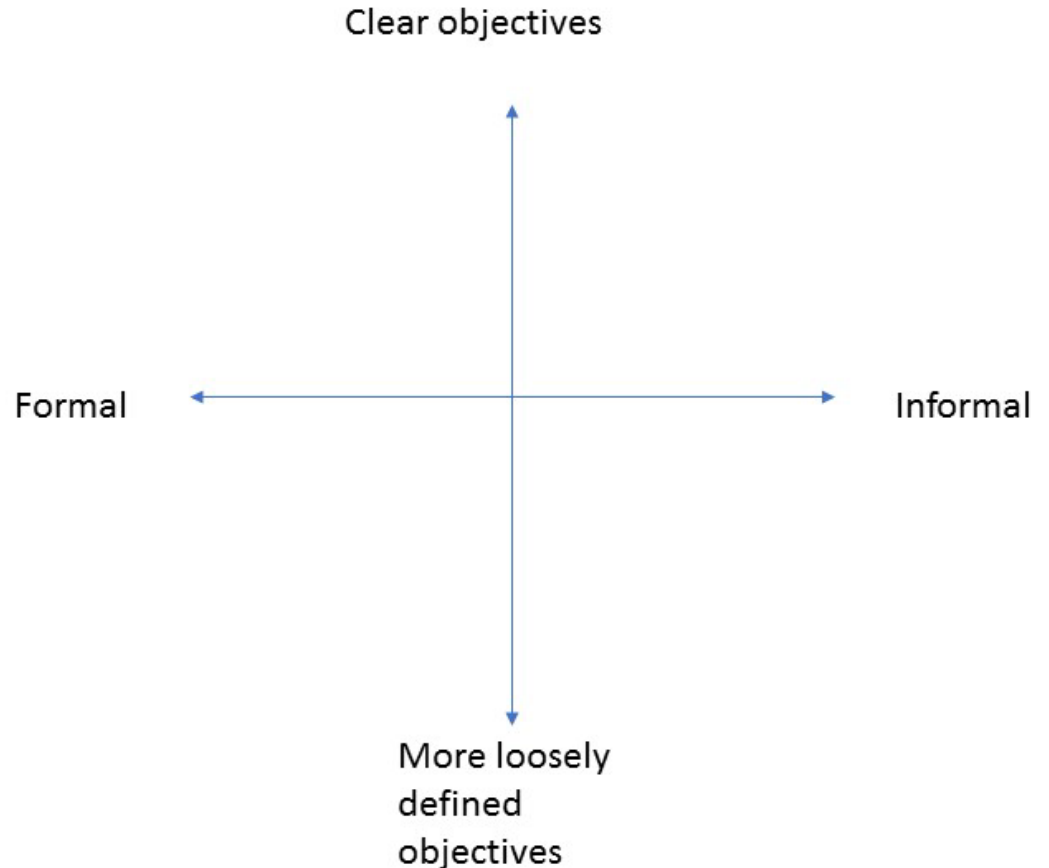 Clear objectives
Formal
Informal
More loosely
defined
objectives